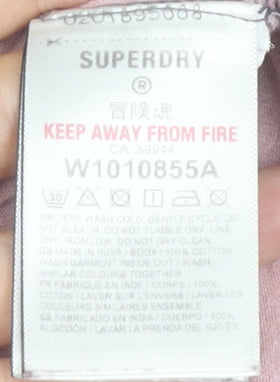 SUPERDRY
®
冒険魂
KEEP AWAY FROM FIRE
CA. 59944
W1010855A
30
MACHINE WASH COLD, GENTLE CYCLE, DO
NOT BLEACH, DO NOT TUMBLE DRY, LINE
DRY, IRON LOW, DO NOT DRY CLEAN
GB MADE IN INDIA / BODY / 100% COTTON /
WASH GARMENT INSIDE OUT / WASH
SIMILAR COLOURS TOGETHER
FR FABRIQUE EN INDE / CORPS / 100%
COTON / LAVER SUR L'ENVERS / LAVER LES
COULEURS SIMILAIRES ENSEMBLE
FABRICADO EN INDIA / CUERPO / 100%
ALGODÓN / LAVAR LA PRENDA DEL REVÉS /